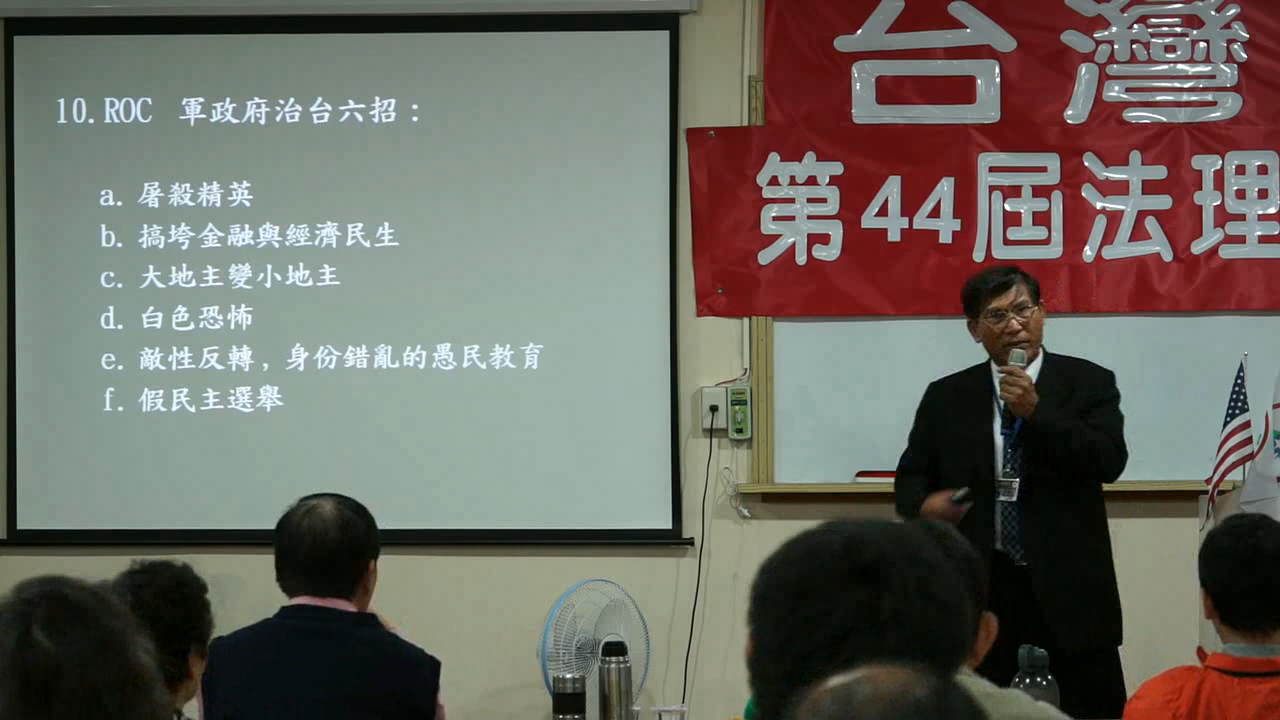 10. ROC 軍政府治台六招：
a. 屠殺精英
b. 搞垮金融與經濟民生
c. 大地主變小地主
d. 白色恐怖
e. 敵性反轉, 身份錯亂的愚民教育
f. 假民主選舉
台灣
第44屆法理